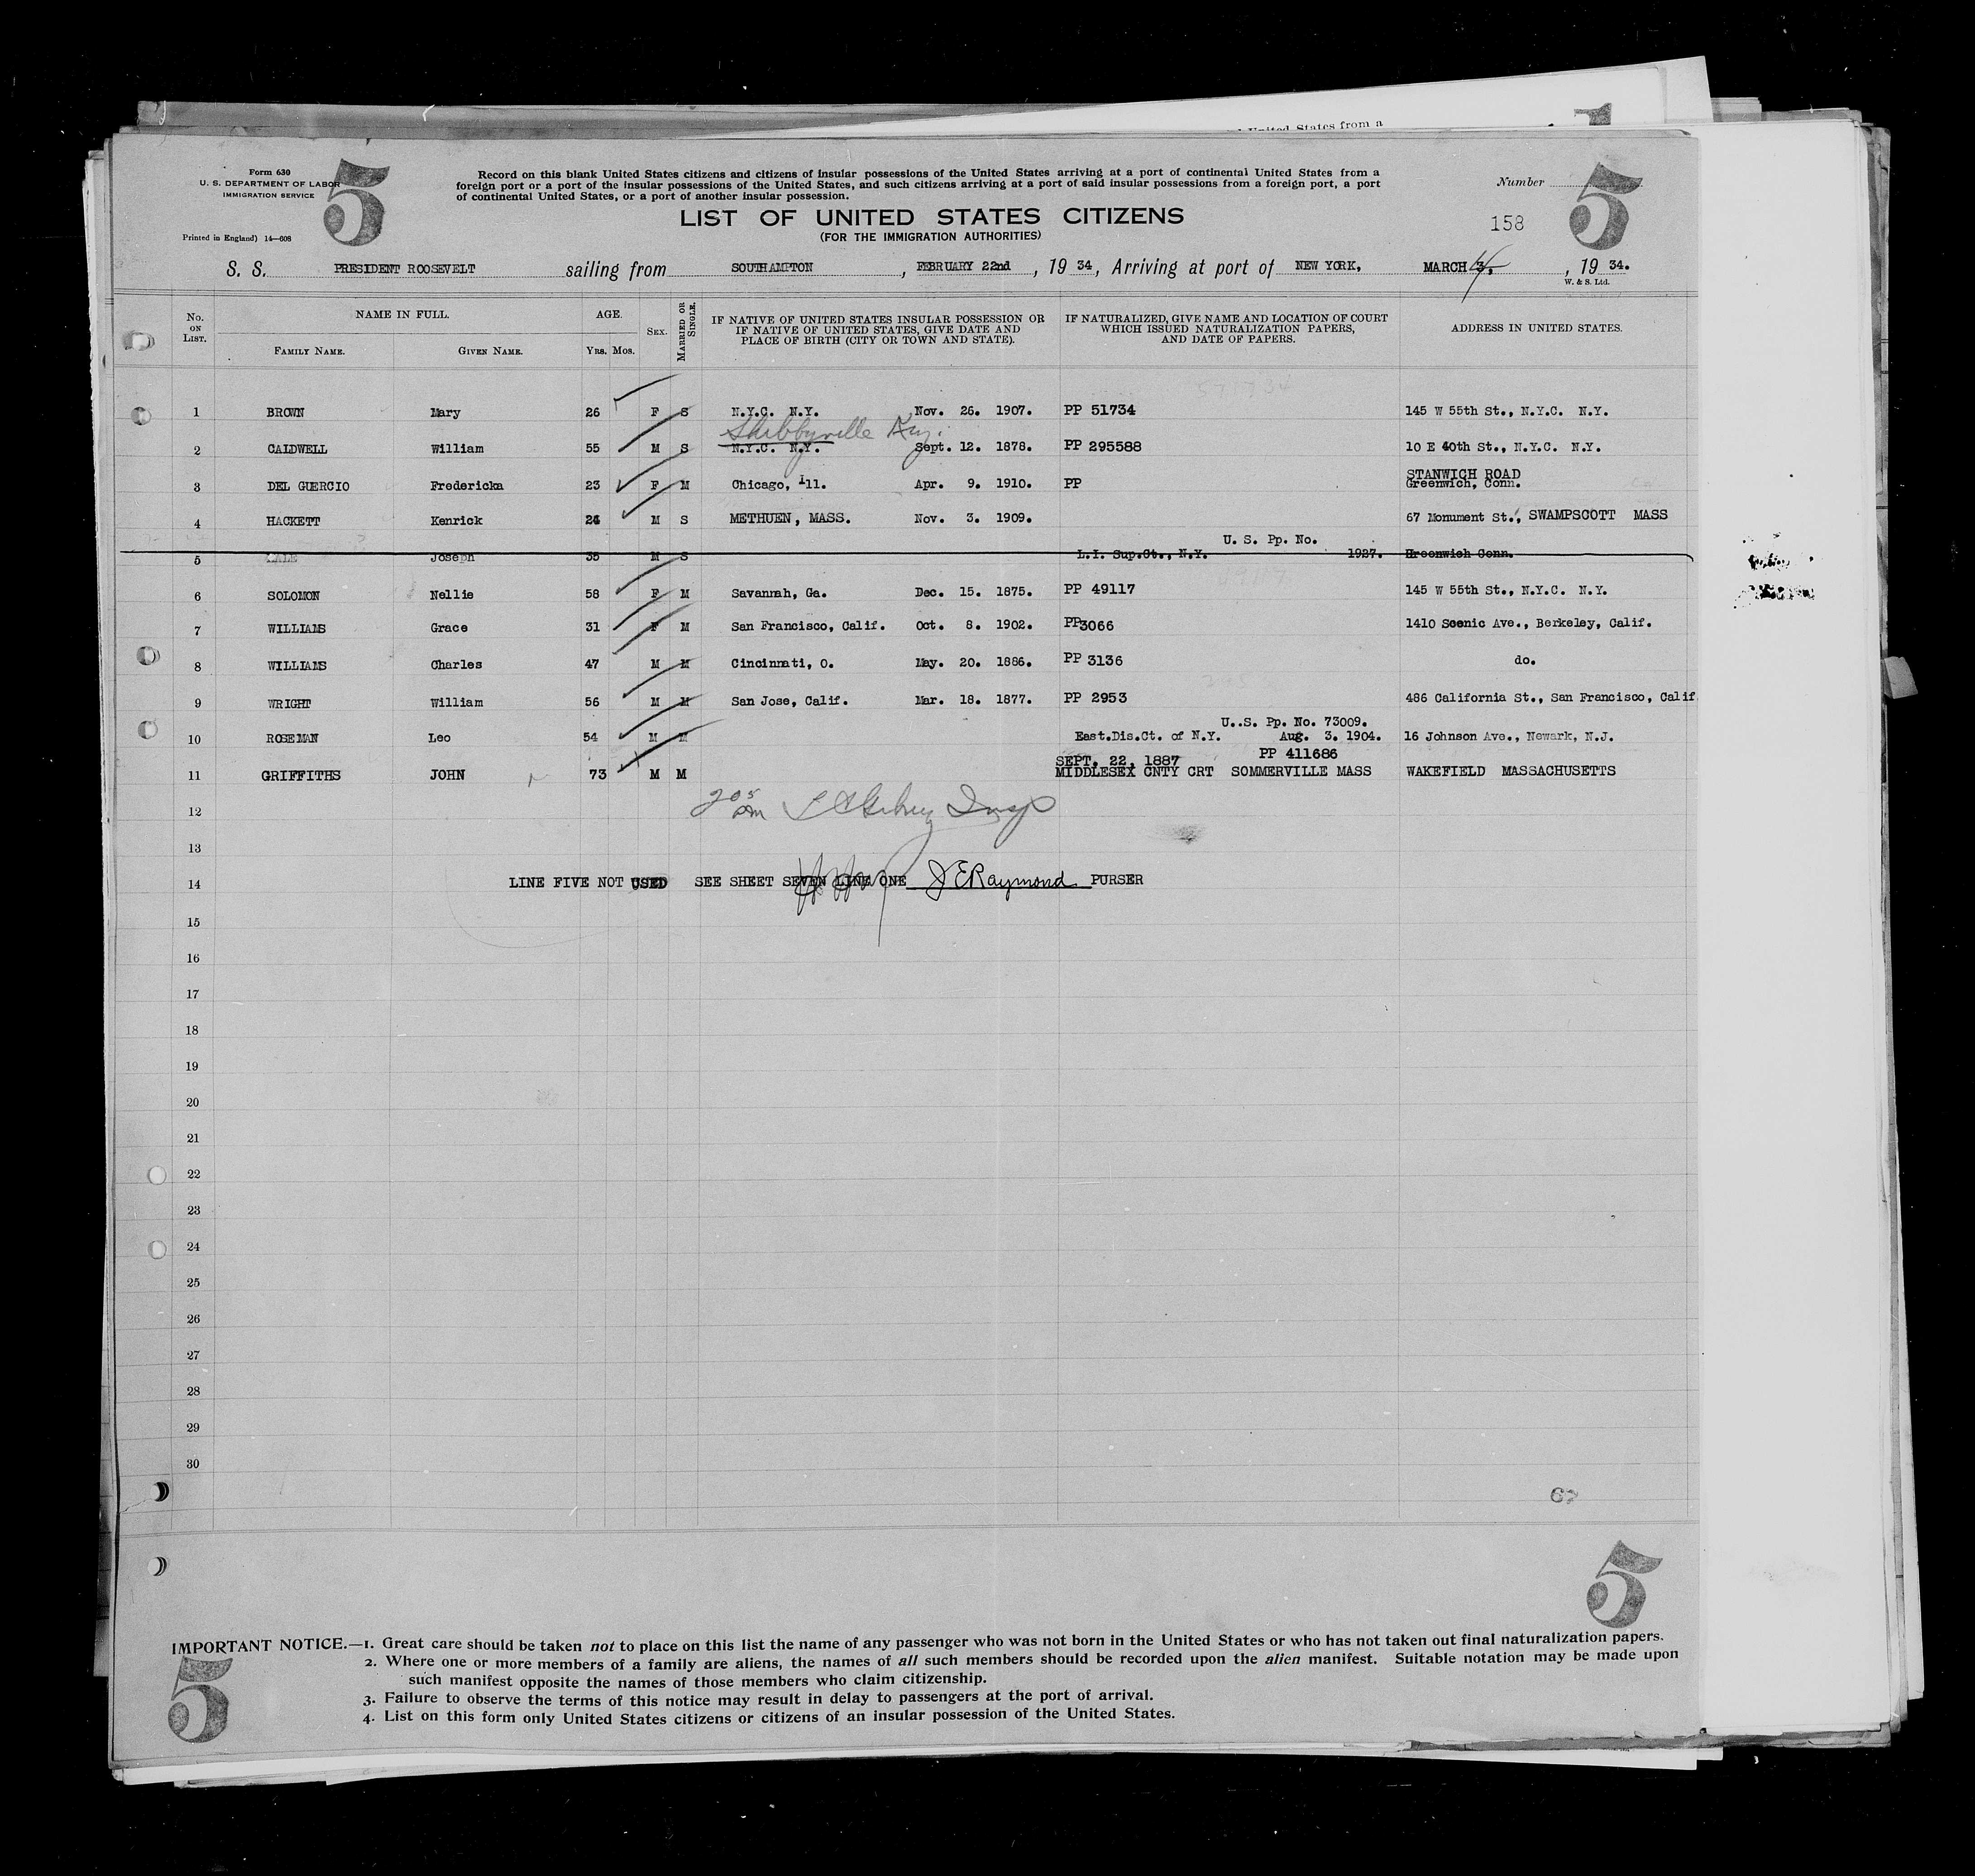 United States from a
Form 630
U. S. DEPARTMENT OF LABOR
IMMIGRATION SERVICE
Printed in England) 14—608
5
Record on this blank United States citizens and citizens of insular possessions of the United States arriving at a port of continental United States from a
foreign port or a port of the insular possessions of the United States, and such citizens arriving at a port of said insular possessions from a foreign port, a port
of continental United States, or a port of another insular possession.
LIST OF UNITED STATES CITIZENS
(FOR THE IMMIGRATION AUTHORITIES)
Number
158
5
S. S. PRESIDENT ROOSEVELT sailing from SOUTHAMPTON, FEBRUARY 22nd, 19 34, Arriving at port of NEW YORK, MARCH 3, 4, 19 34.
W. & S. Ltd.
No. ON LIST. NAME IN FULL. AGE. SEX. MARRIED OR SINGLE. IF NATIVE OF UNITED STATES INSULAR POSSESSION OR IF NATIVE OF UNITED STATES, GIVE DATE AND PLACE OF BIRTH (CITY OR TOWN AND STATE). IF NATURALIZED, GIVE NAME AND LOCATION OF COURT WHICH ISSUED NATURALIZATION PAPERS, AND DATE OF PAPERS. ADDRESS IN UNITED STATES.
FAMILY NAME. GIVEN NAME. YRS. MOS.
1 BROWN Mary 26 F S N.Y.C. N.Y. Nov. 26. 1907. PP 51734 145 W 55th St., N.Y.C. N.Y.
Shibbyville Ky.
2 CALDWELL William 55 M S N.Y.C. N.Y. Sept. 12. 1878. PP 295588 10 E 40th St., N.Y.C. N.Y.
STANWICH ROAD
3 DEL GUERCIO Fredericka 23 F M Chicago, Ill. Apr. 9. 1910. PP Greenwich, Conn.
4 HACKETT Kenrick 24 M S METHUEN, MASS. Nov. 3. 1909. 67 Monument St., SWAMPSCOTT MASS
U. S. Pp. No.
5 Joseph 35 M S L.I. Sup.Ct., N.Y. 1927. Greenwich Conn.
6 SOLOMON Nellie 58 F M Savannah, Ga. Dec. 15. 1875. PP 49117 145 W 55th St., N.Y.C. N.Y.
7 WILLIAMS Grace 31 F M San Francisco, Calif. Oct. 8. 1902. PP3066 1410 Scenic Ave., Berkeley, Calif.
8 WILLIAMS Charles 47 M M Cincinnati, O. May. 20. 1886. PP 3136 do.
9 WRIGHT William 56 M M San Jose, Calif. Mar. 18. 1877. PP 2953 486 California St., San Francisco, Calif
U..S. Pp. No. 73009.
10 ROSEMAN Leo 54 M M East.Dis.Ct. of N.Y. Aug. 3. 1904. 16 Johnson Ave., Newark, N.J.
SEPT. 22, 1887 PP 411686
11 GRIFFITHS JOHN 73 M M MIDDLESEX CNTY CRT SOMMERVILLE MASS WAKEFIELD MASSACHUSETTS
12
Insp
13
14 LINE FIVE NOT USED SEE SHEET SEVEN LINE ONE J E Raymond PURSER
15
16
17
18
19
20
21
22
23
24
25
26
27
28
29
30
5
IMPORTANT NOTICE.—1. Great care should be taken not to place on this list the name of any passenger who was not born in the United States or who has not taken out final naturalization papers.
2. Where one or more members of a family are aliens, the names of all such members should be recorded upon the alien manifest. Suitable notation may be made upon
such manifest opposite the names of those members who claim citizenship.
3. Failure to observe the terms of this notice may result in delay to passengers at the port of arrival.
4. List on this form only United States citizens or citizens of an insular possession of the United States.
5